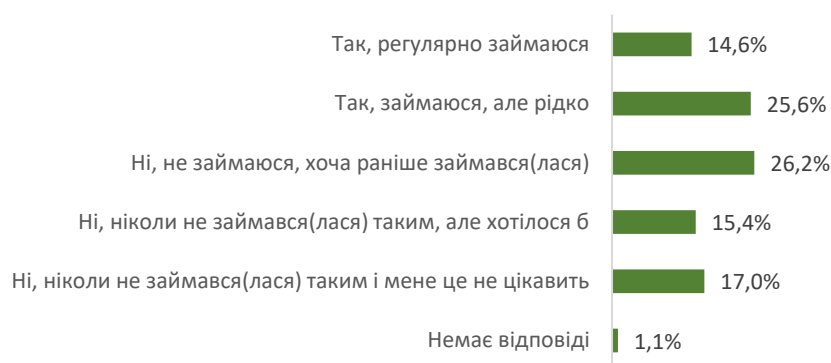 Так, регулярно займаюся 14,6%
Так, займаюся, але рідко 25,6%
Ні, не займаюся, хоча раніше займався(лася) 26,2%
Ні, ніколи не займався(лася) таким, але хотілося б 15,4%
Ні, ніколи не займався(лася) таким і мене це не цікавить 17,0%
Немає відповіді 1,1%